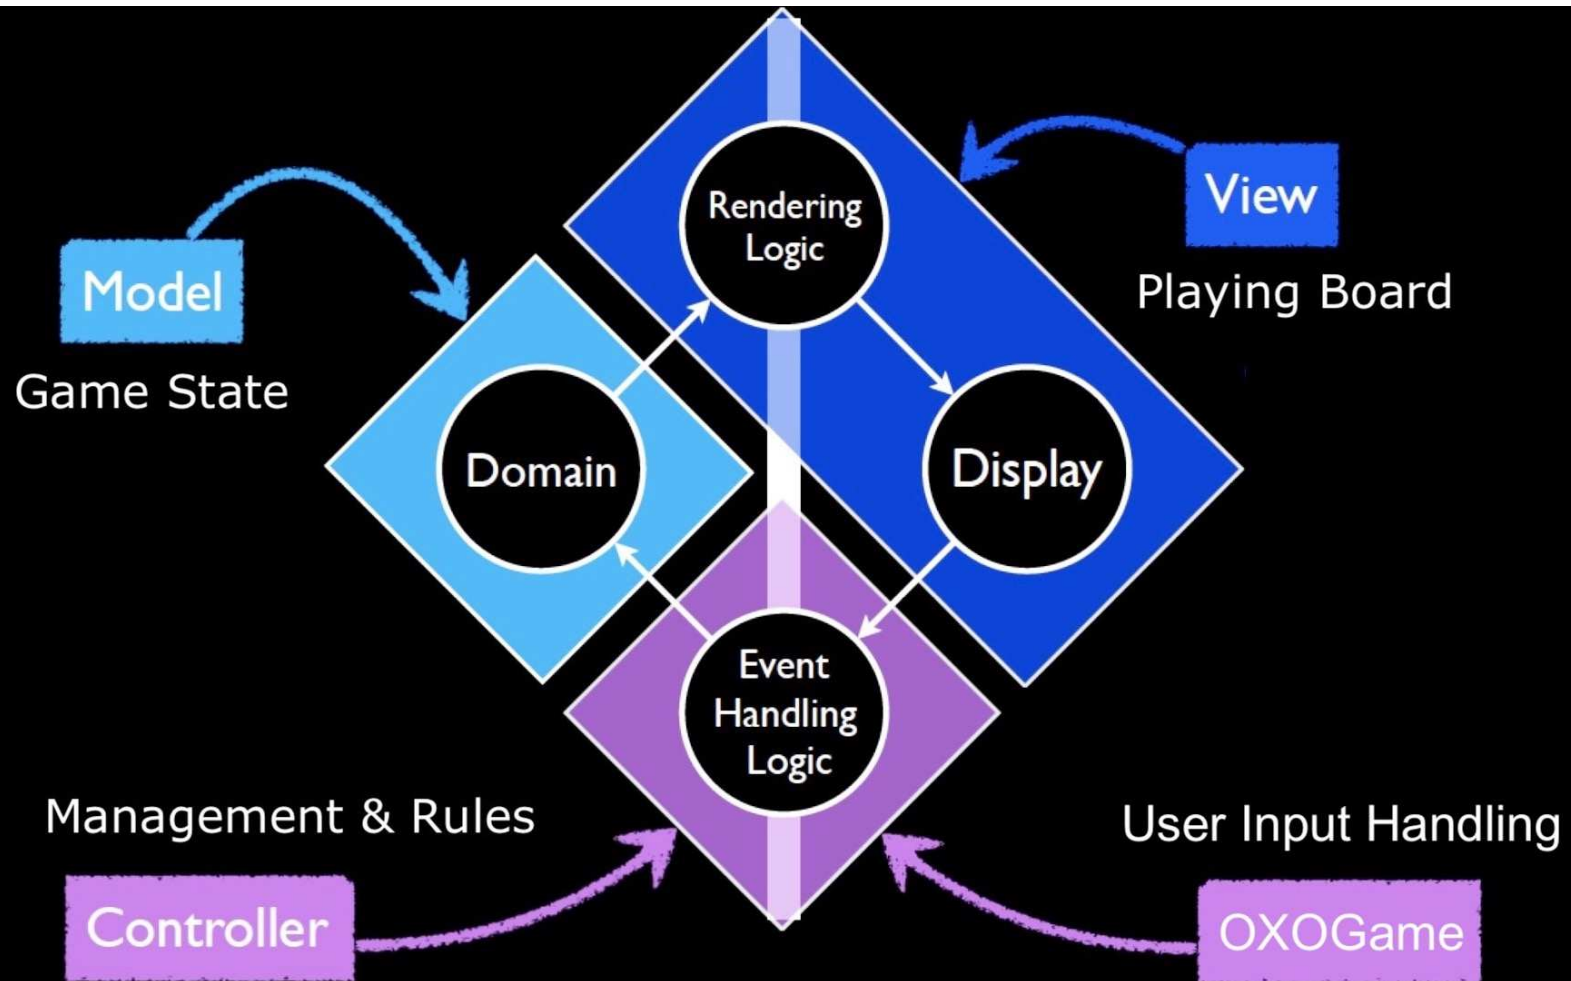 Rendering
Logic
View
Playing Board
Model
Game State
Domain
Display
Event
Handling
Logic
Management & Rules
Controller
User Input Handling
OXOGame